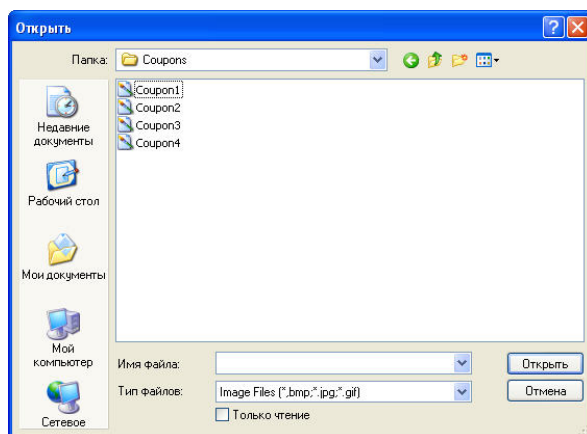 Открыть
Папка: Coupons
Coupon1
Coupon2
Coupon3
Coupon4
Недавние
документы
Рабочий стол
Мои документы
Мой
компьютер
Сетевое
Имя файла:
Открыть
Тип файлов: Image Files (*,bmp;*.jpg;*.gif)
Отмена
Только чтение